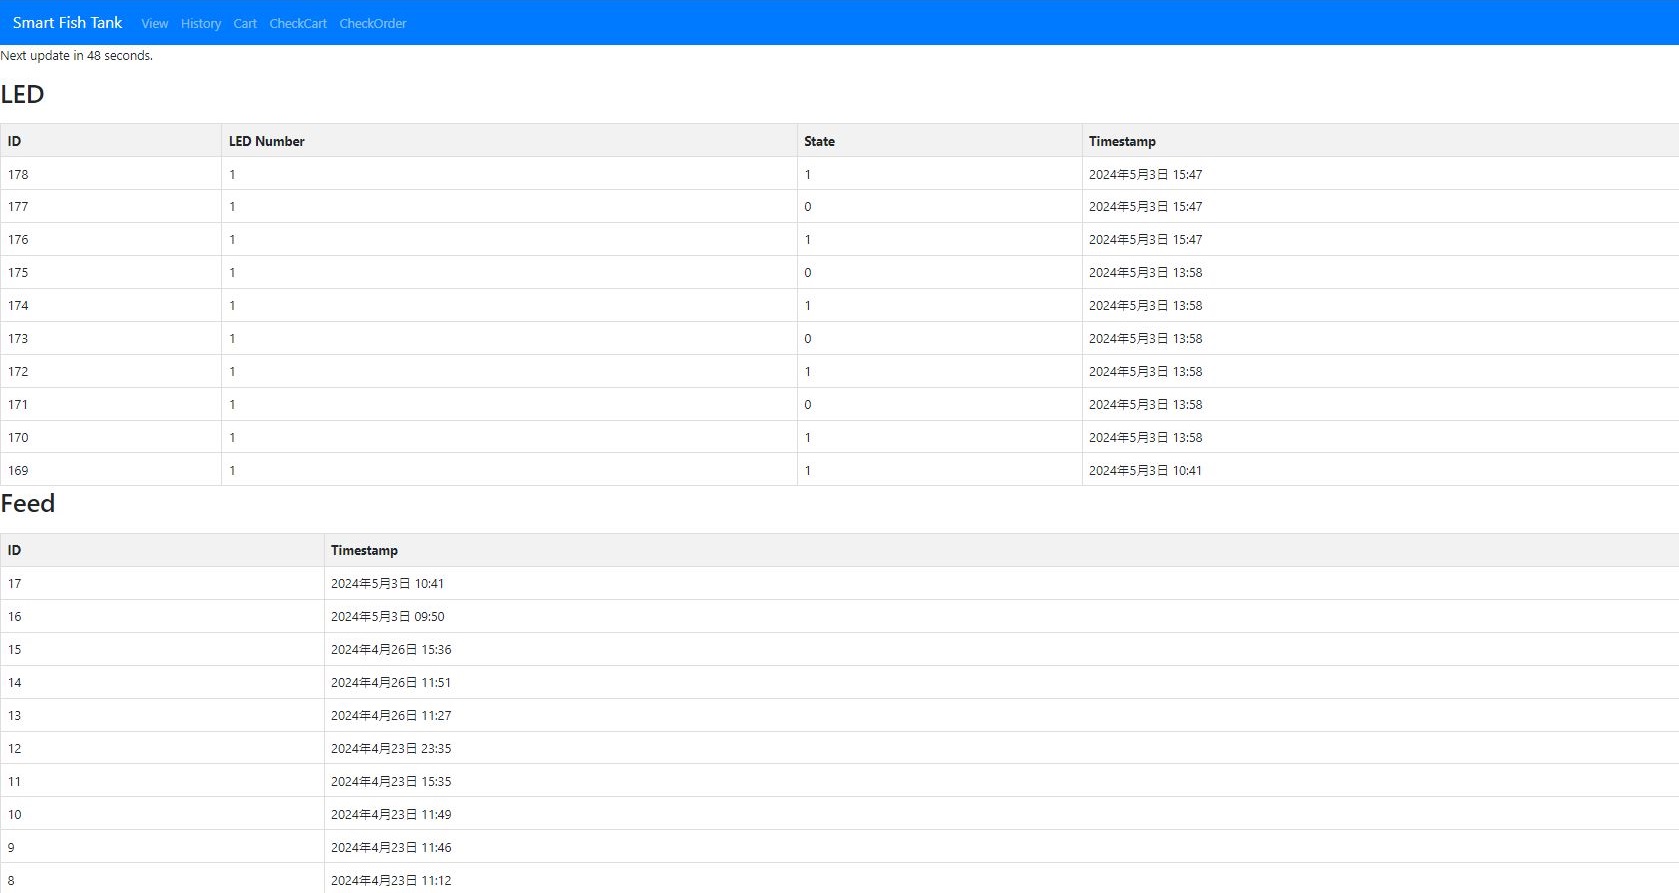 Smart Fish Tank View History Cart CheckCart CheckOrder
Next update in 48 seconds.
LED
ID LED Number State Timestamp
178 1 1 2024年5月3日 15:47
177 1 0 2024年5月3日 15:47
176 1 1 2024年5月3日 15:47
175 1 0 2024年5月3日 13:58
174 1 1 2024年5月3日 13:58
173 1 0 2024年5月3日 13:58
172 1 1 2024年5月3日 13:58
171 1 0 2024年5月3日 13:58
170 1 1 2024年5月3日 13:58
169 1 1 2024年5月3日 10:41
Feed
ID Timestamp
17 2024年5月3日 10:41
16 2024年5月3日 09:50
15 2024年4月26日 15:36
14 2024年4月26日 11:51
13 2024年4月26日 11:27
12 2024年4月23日 23:35
11 2024年4月23日 15:35
10 2024年4月23日 11:49
9 2024年4月23日 11:46
8 2024年4月23日 11:12